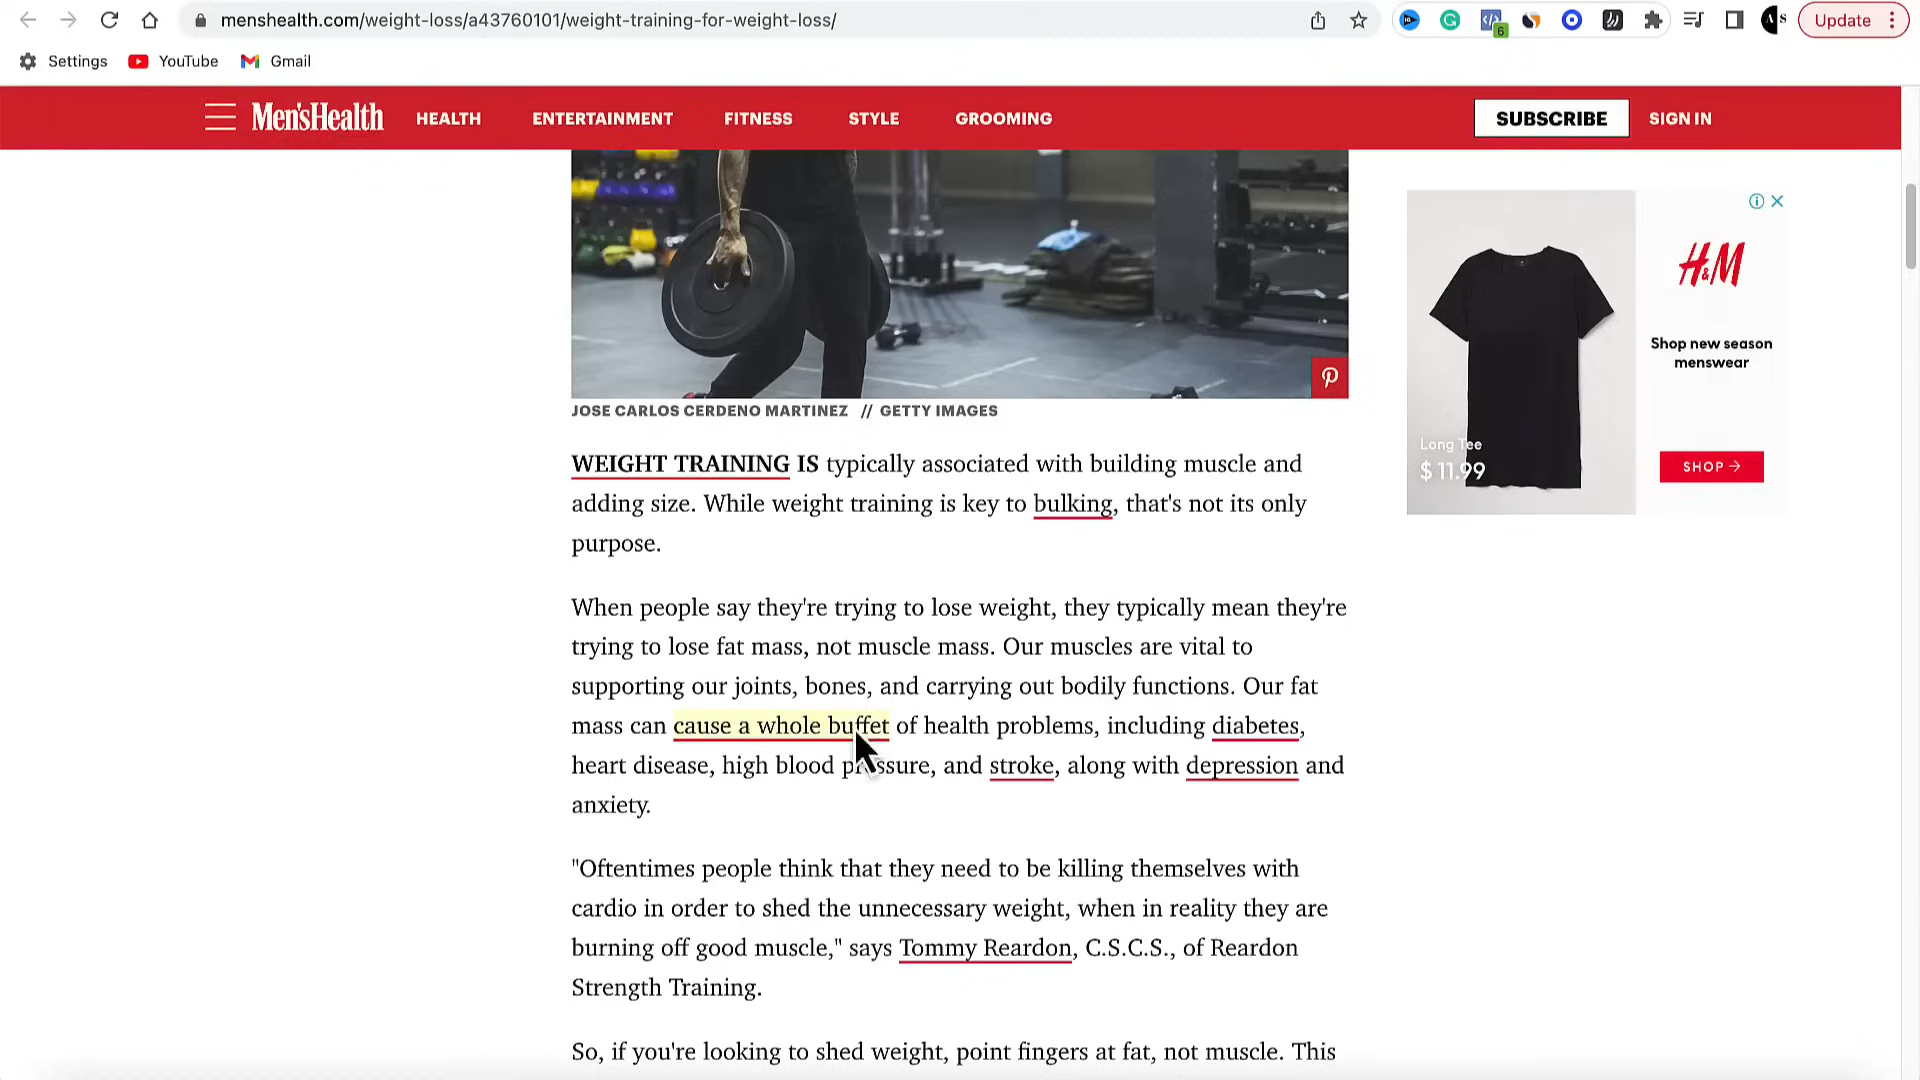 menshealth.com/weight-loss/a43760101/weight-training-for-weight-loss/
6
Update
Settings
YouTube
Gmail
Men'sHealth
HEALTH
ENTERTAINMENT
FITNESS
STYLE
GROOMING
SUBSCRIBE
SIGN IN
JOSE CARLOS CERDENO MARTINEZ // GETTY IMAGES
WEIGHT TRAINING IS typically associated with building muscle and
adding size. While weight training is key to bulking, that's not its only
purpose.
When people say they're trying to lose weight, they typically mean they're
trying to lose fat mass, not muscle mass. Our muscles are vital to
supporting our joints, bones, and carrying out bodily functions. Our fat
mass can cause a whole buffet of health problems, including diabetes,
heart disease, high blood pressure, and stroke, along with depression and
anxiety.
"Oftentimes people think that they need to be killing themselves with
cardio in order to shed the unnecessary weight, when in reality they are
burning off good muscle," says Tommy Reardon, C.S.C.S., of Reardon
Strength Training.
So, if you're looking to shed weight, point fingers at fat, not muscle. This
H&M
Shop new season
menswear
Long Tee
$ 11.99
SHOP →